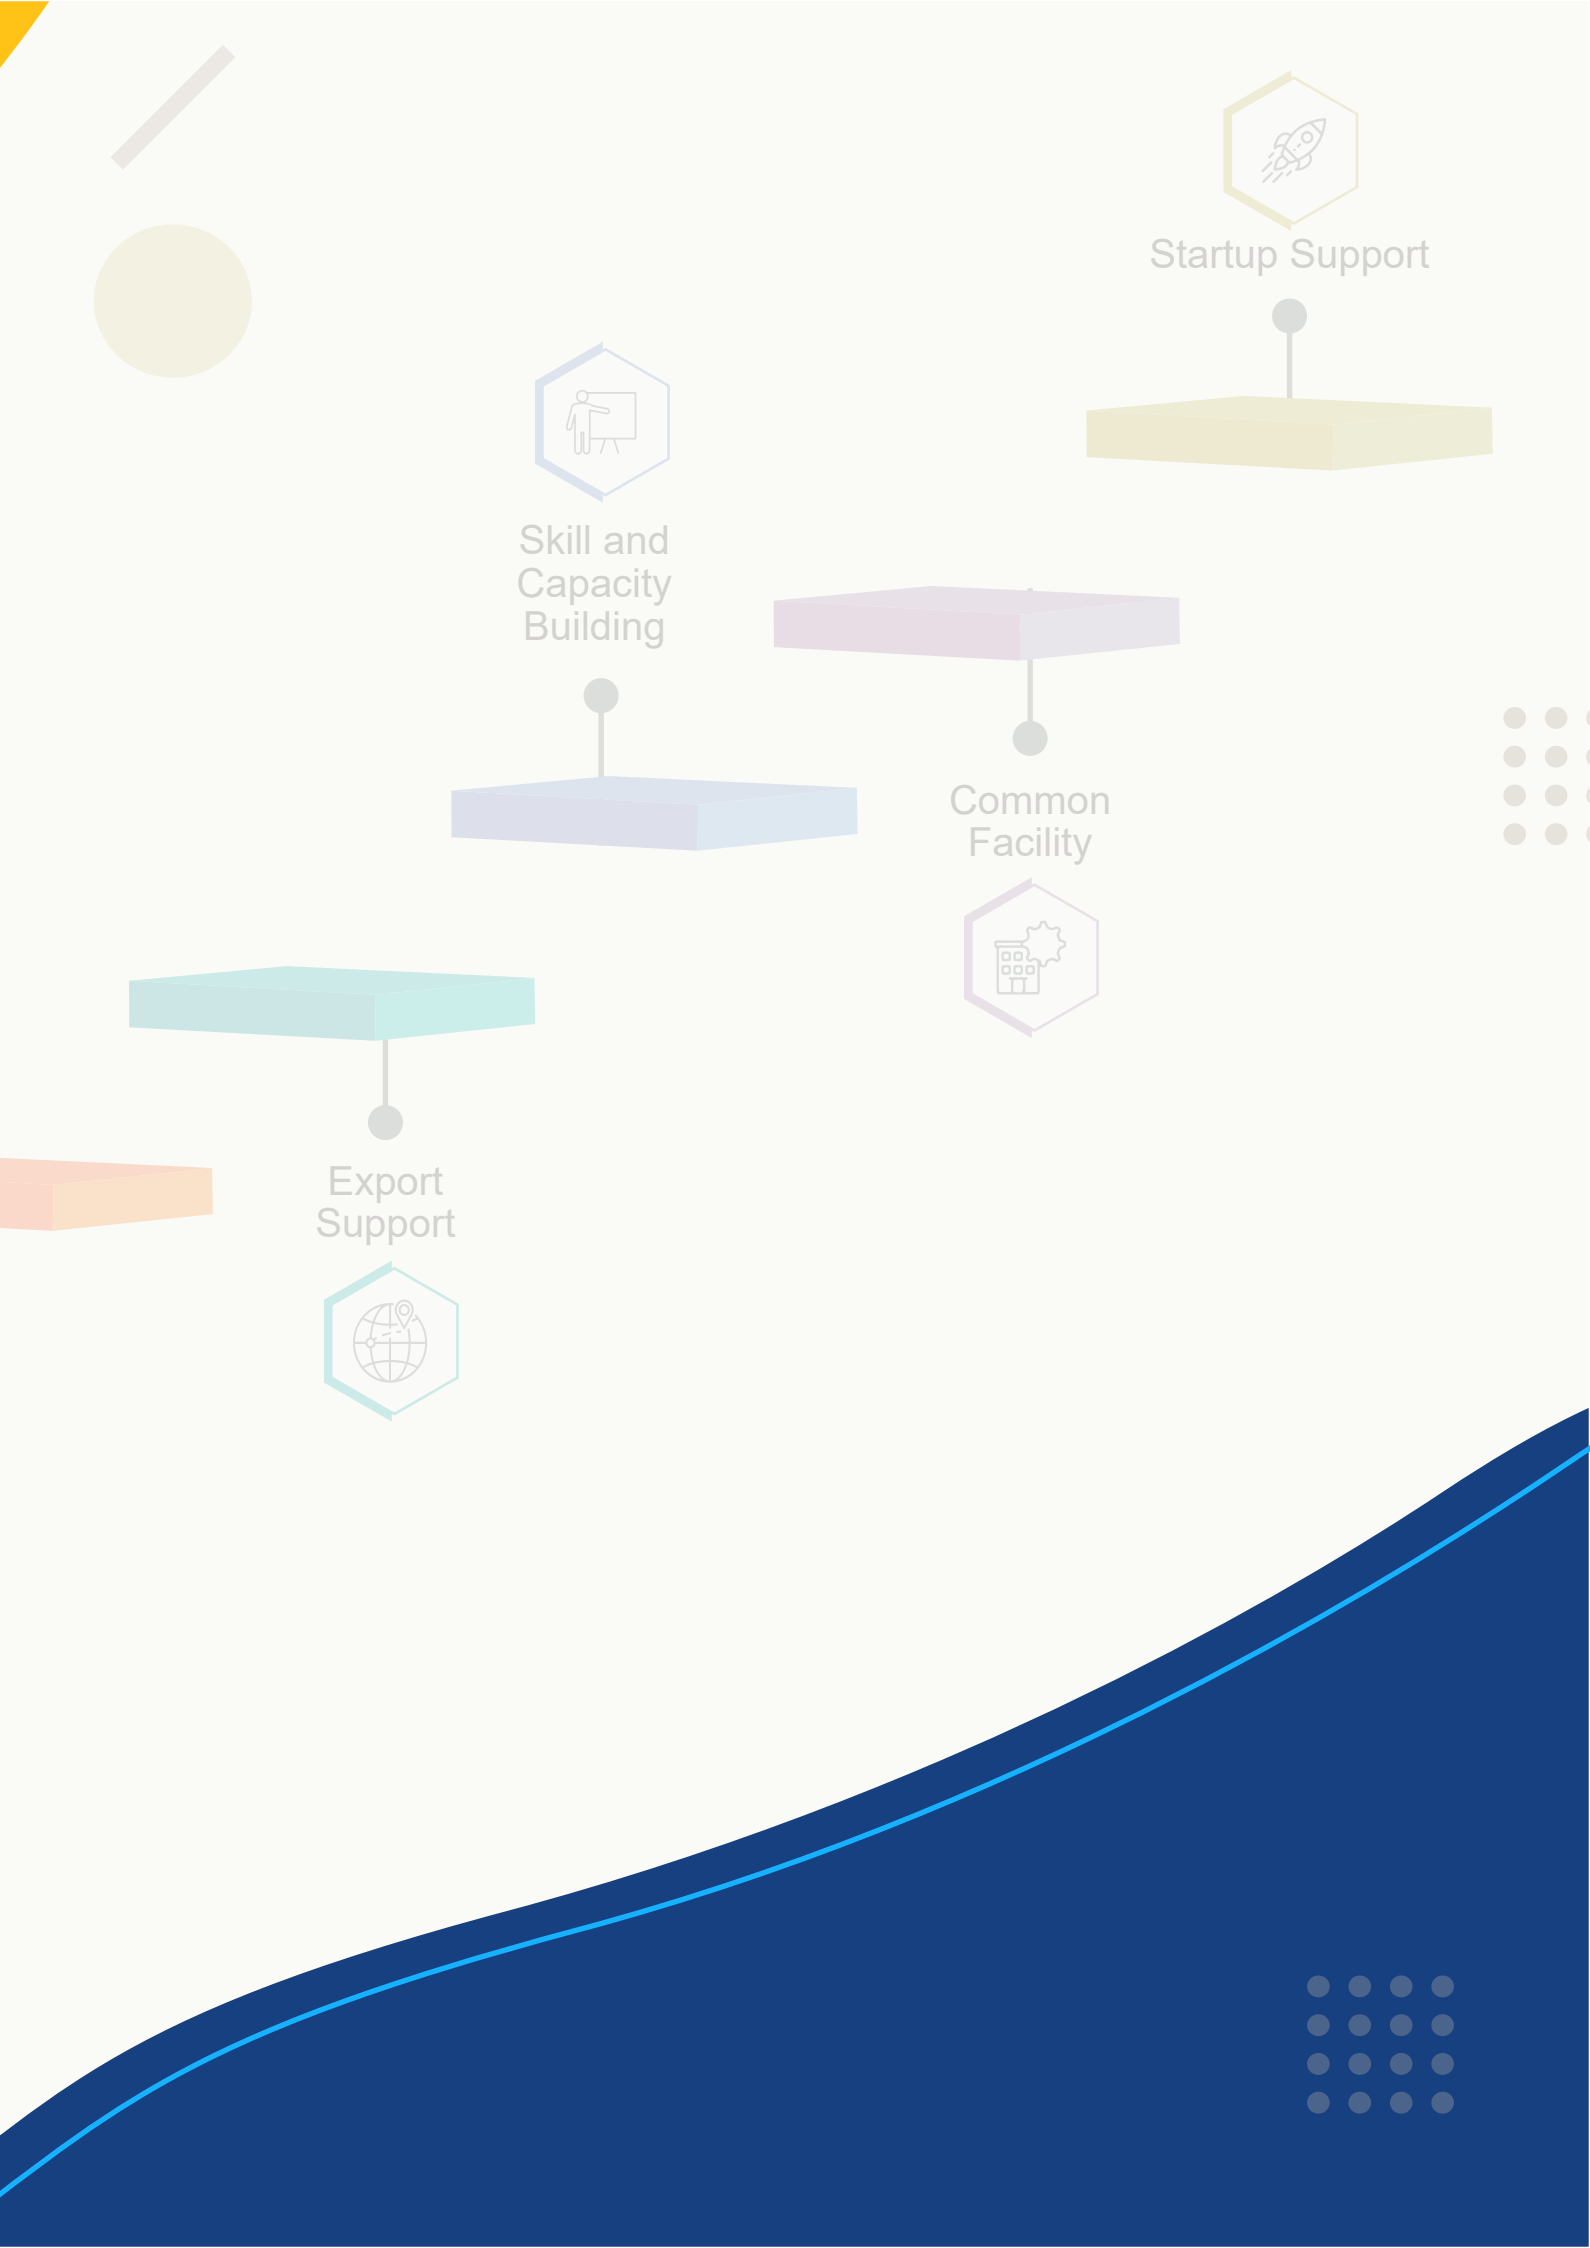 Startup Support
Skill and
Capacity
Building
Common
Facility
Export
Support